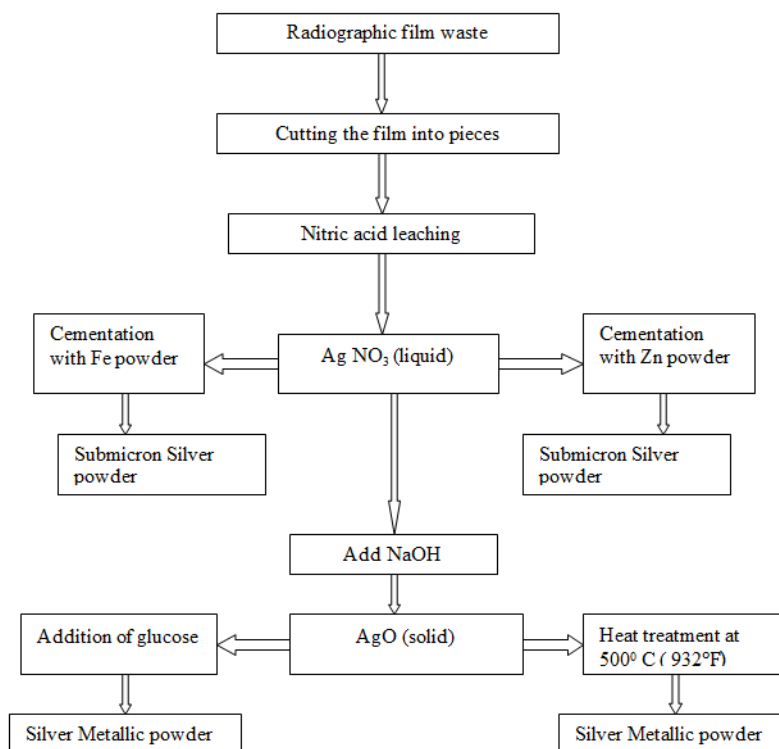 Radiographic film waste
Cutting the film into pieces
Nitric acid leaching
Cementation
with Fe powder
Ag NO₃ (liquid)
Cementation
with Zn powder
Submicron Silver
powder
Submicron Silver
powder
Add NaOH
Addition of glucose
AgO (solid)
Heat treatment at
500⁰ C ( 932°F)
Silver Metallic powder
Silver Metallic powder